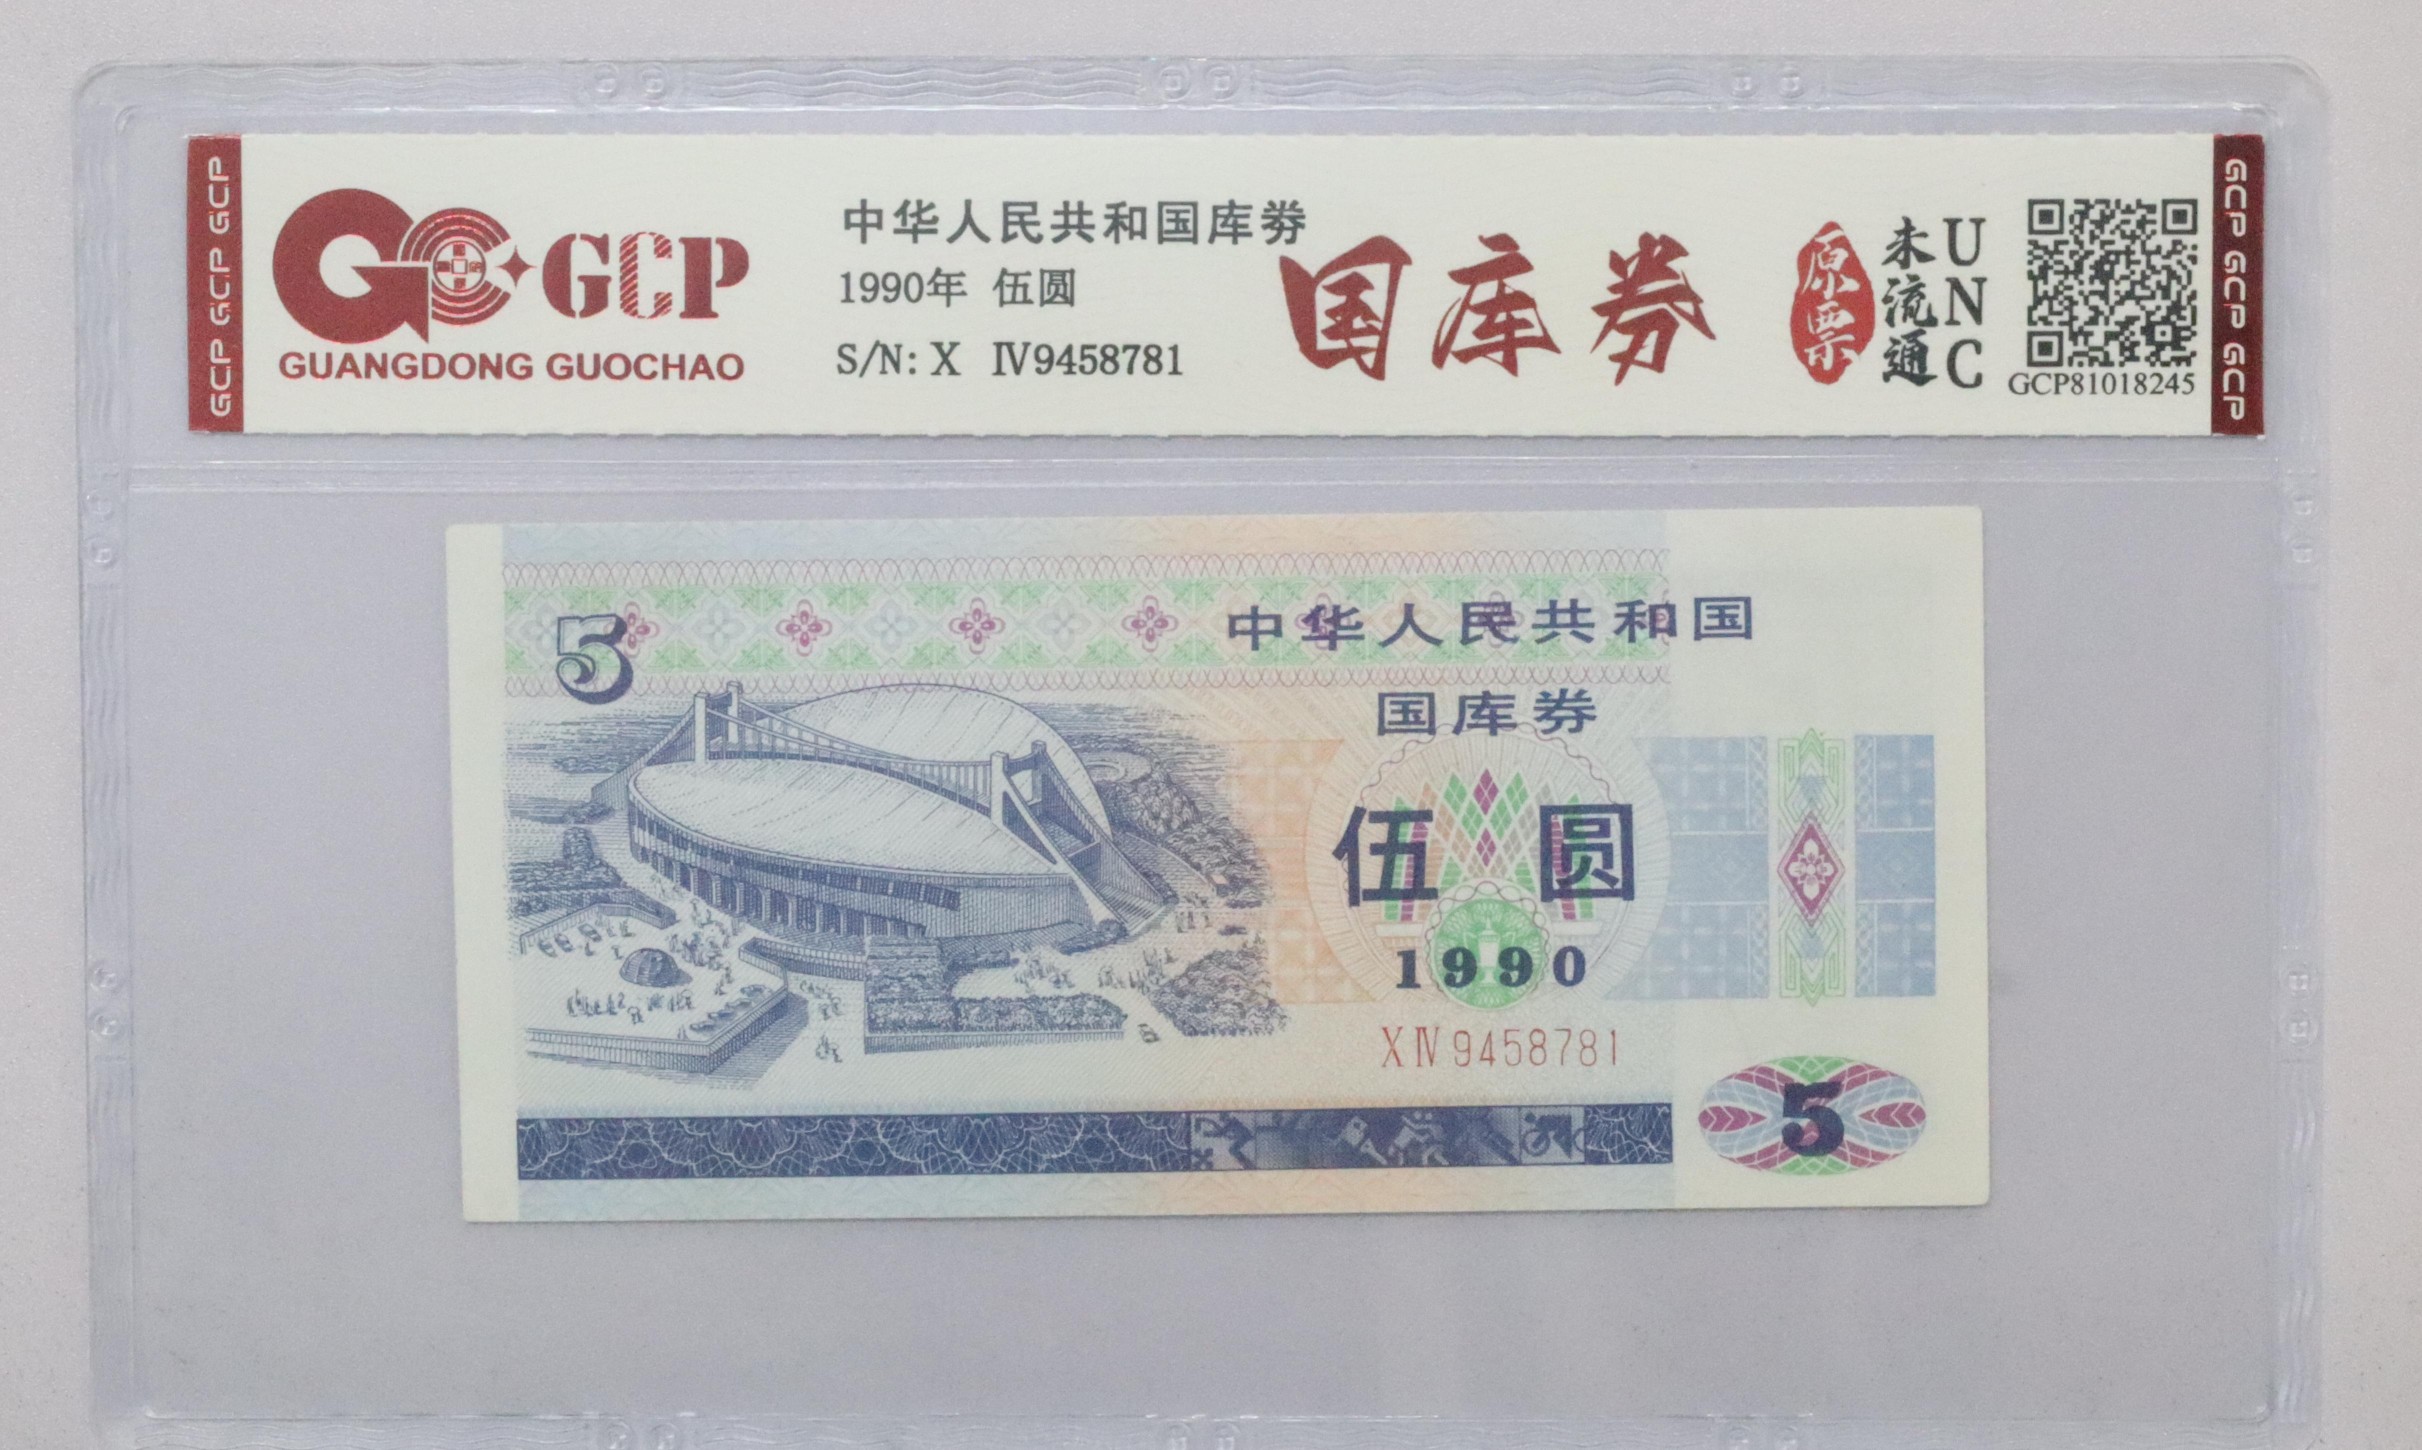 GCP GCP GCP
GCP
GUANGDONG GUOCHAO
中华人民共和国库券
1990年 伍圆
S/N: X Ⅳ9458781
国库券
原票
未流通
UNC
GCP81018245
GCP GCP GCP
5
中华人民共和国
国库券
伍圆
1990
XⅣ9458781
5